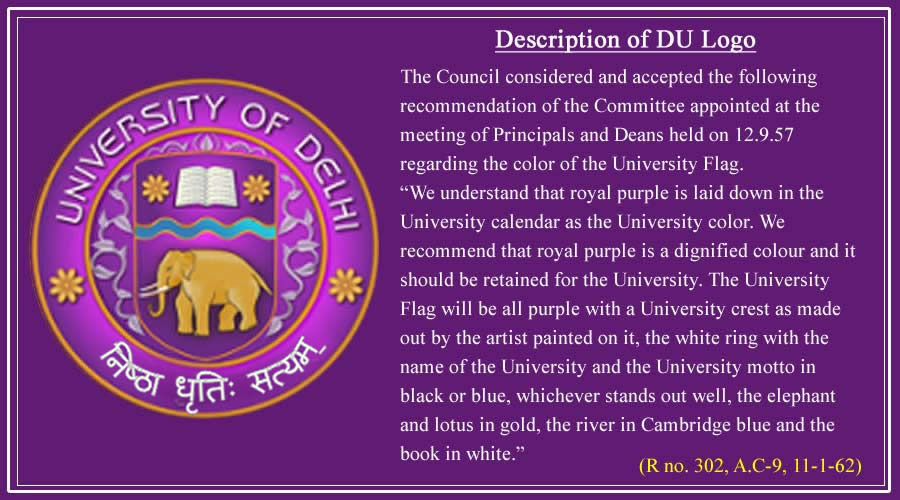 UNIVERSITY OF DELHI
निष्ठा धृतिः सत्यम्
Description of DU Logo
The Council considered and accepted the following
recommendation of the Committee appointed at the
meeting of Principals and Deans held on 12.9.57
regarding the color of the University Flag.
“We understand that royal purple is laid down in the
University calendar as the University color. We
recommend that royal purple is a dignified colour and it
should be retained for the University. The University
Flag will be all purple with a University crest as made
out by the artist painted on it, the white ring with the
name of the University and the University motto in
black or blue, whichever stands out well, the elephant
and lotus in gold, the river in Cambridge blue and the
book in white.”
(R no. 302, A.C-9, 11-1-62)